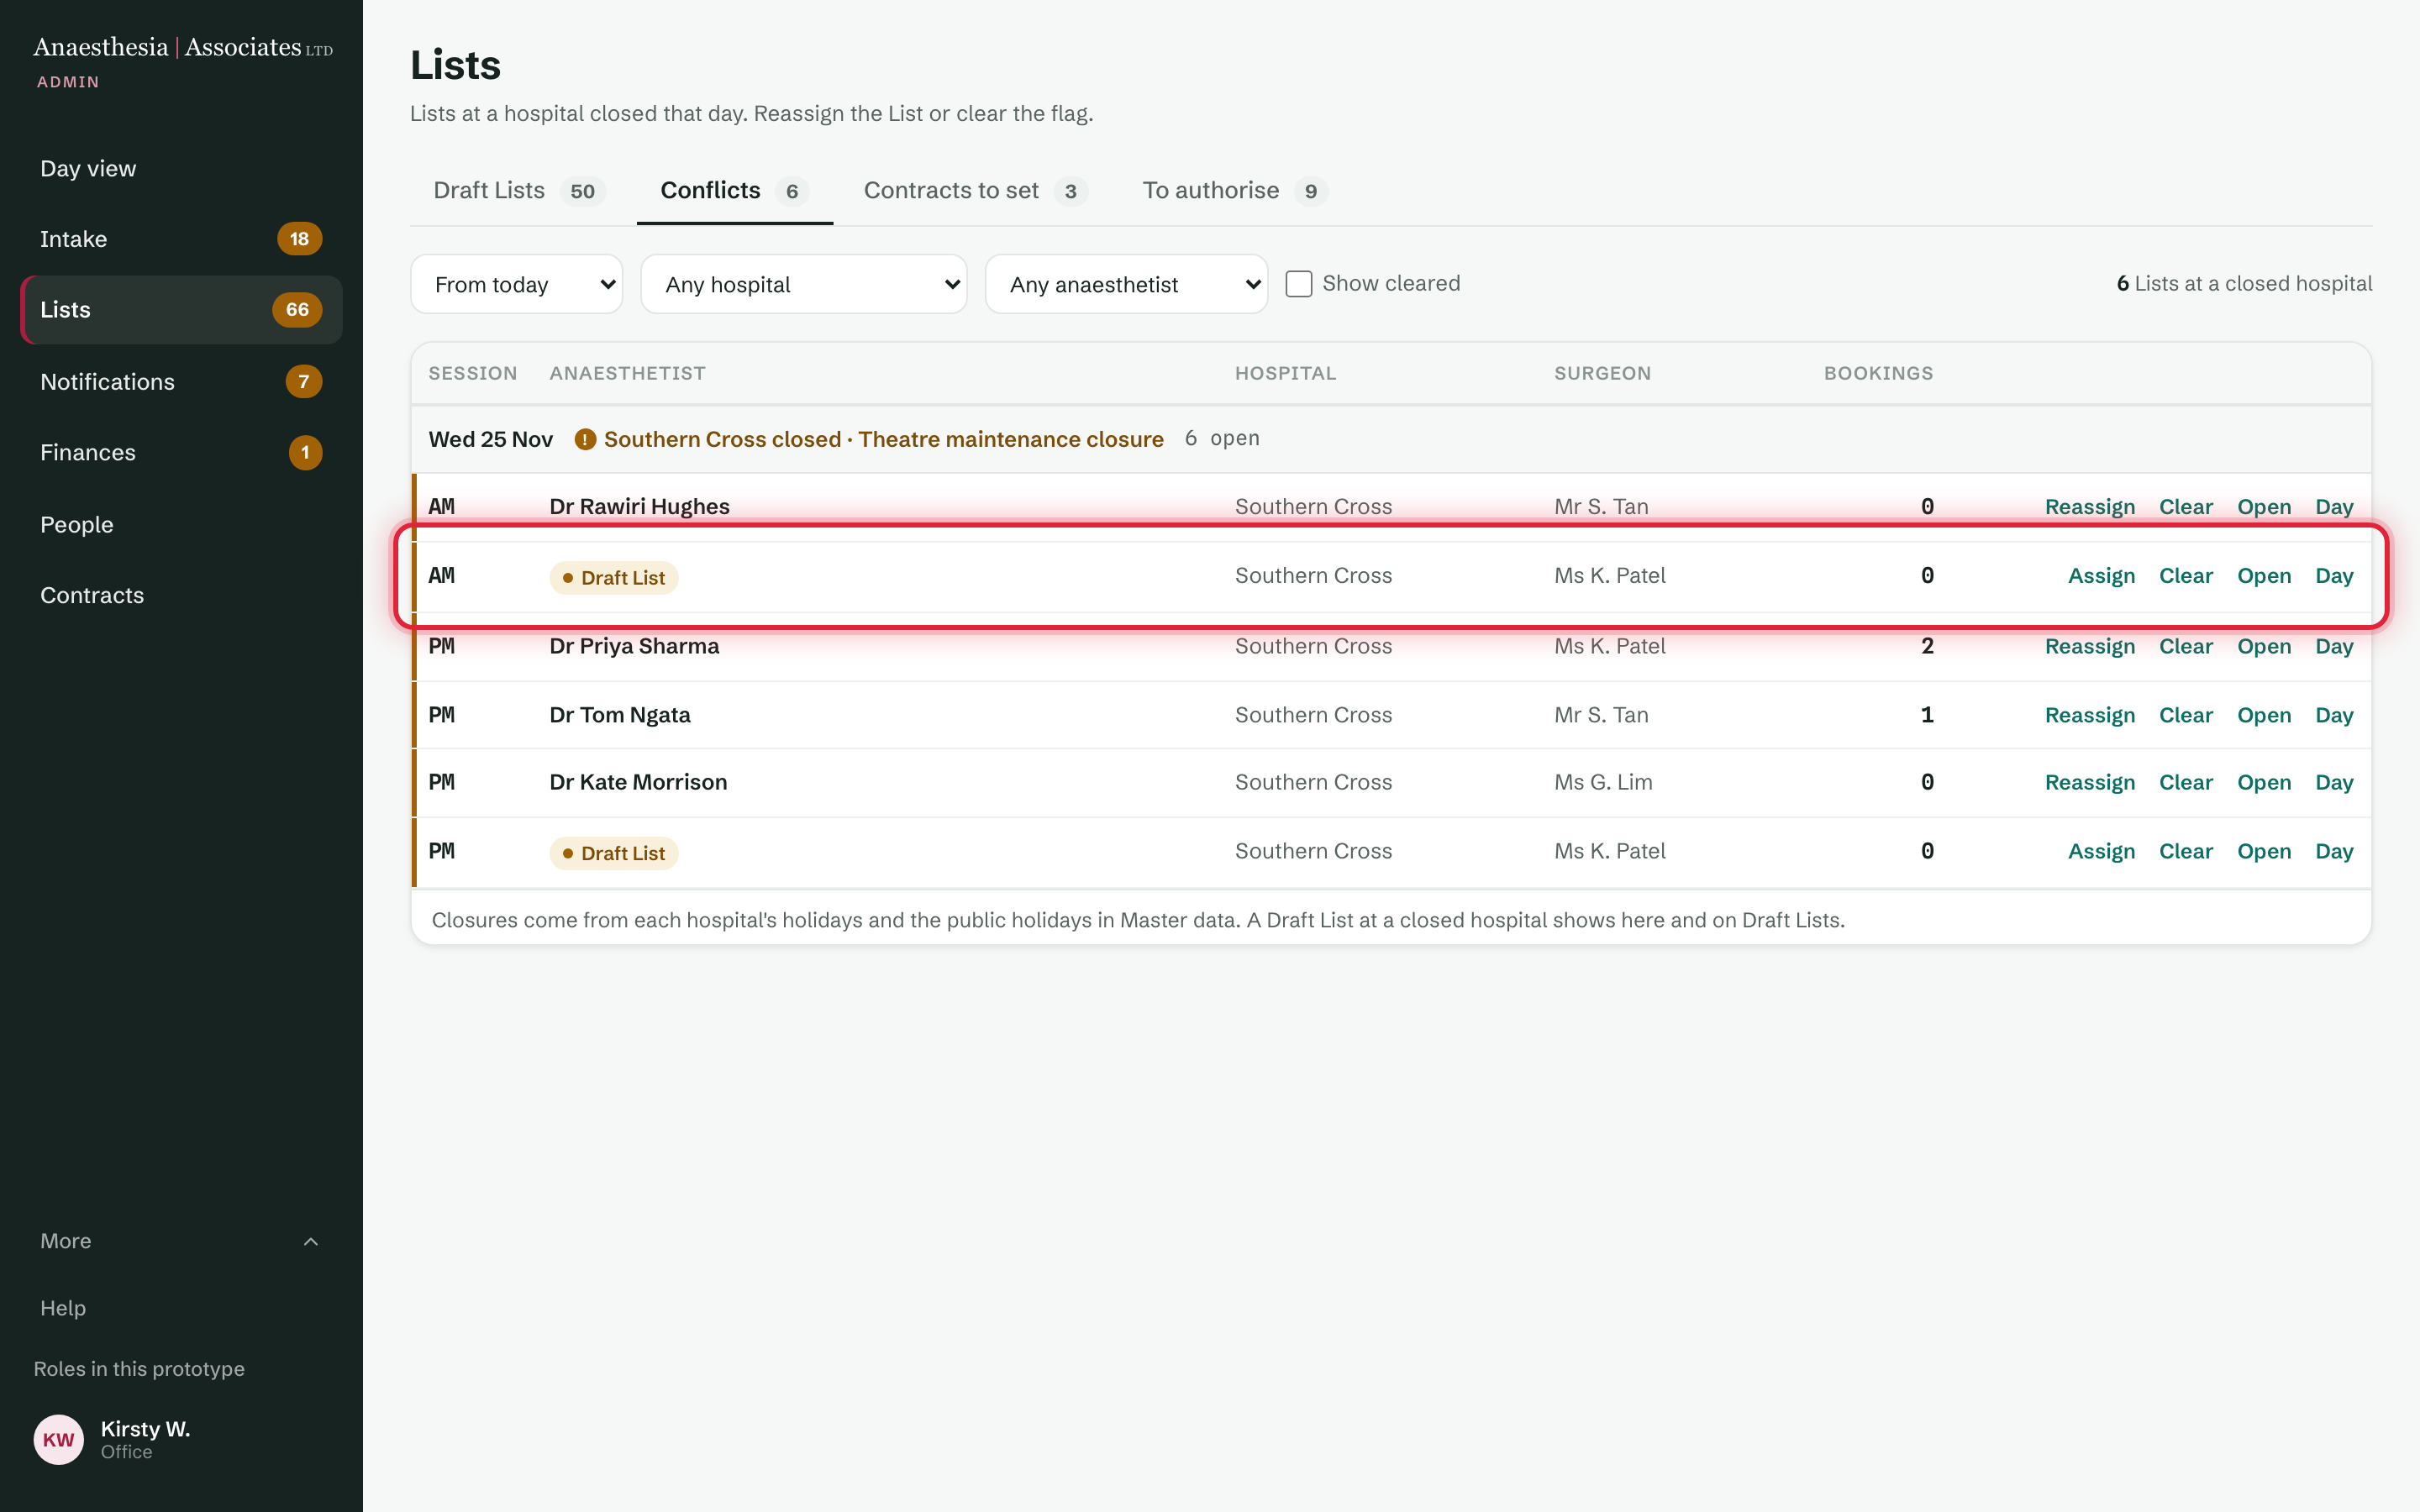 Anaesthesia | Associates LTD
ADMIN
Day view
Intake 18
Lists 66
Notifications 7
Finances 1
People
Contracts
More
Help
Roles in this prototype
KW Kirsty W.
Office
Lists
Lists at a hospital closed that day. Reassign the List or clear the flag.
Draft Lists 50 Conflicts 6 Contracts to set 3 To authorise 9
From today Any hospital Any anaesthetist Show cleared 6 Lists at a closed hospital
SESSION ANAESTHETIST HOSPITAL SURGEON BOOKINGS
Wed 25 Nov ! Southern Cross closed · Theatre maintenance closure 6 open
AM Dr Rawiri Hughes Southern Cross Mr S. Tan 0 Reassign Clear Open Day
AM Draft List Southern Cross Ms K. Patel 0 Assign Clear Open Day
PM Dr Priya Sharma Southern Cross Ms K. Patel 2 Reassign Clear Open Day
PM Dr Tom Ngata Southern Cross Mr S. Tan 1 Reassign Clear Open Day
PM Dr Kate Morrison Southern Cross Ms G. Lim 0 Reassign Clear Open Day
PM Draft List Southern Cross Ms K. Patel 0 Assign Clear Open Day
Closures come from each hospital's holidays and the public holidays in Master data. A Draft List at a closed hospital shows here and on Draft Lists.